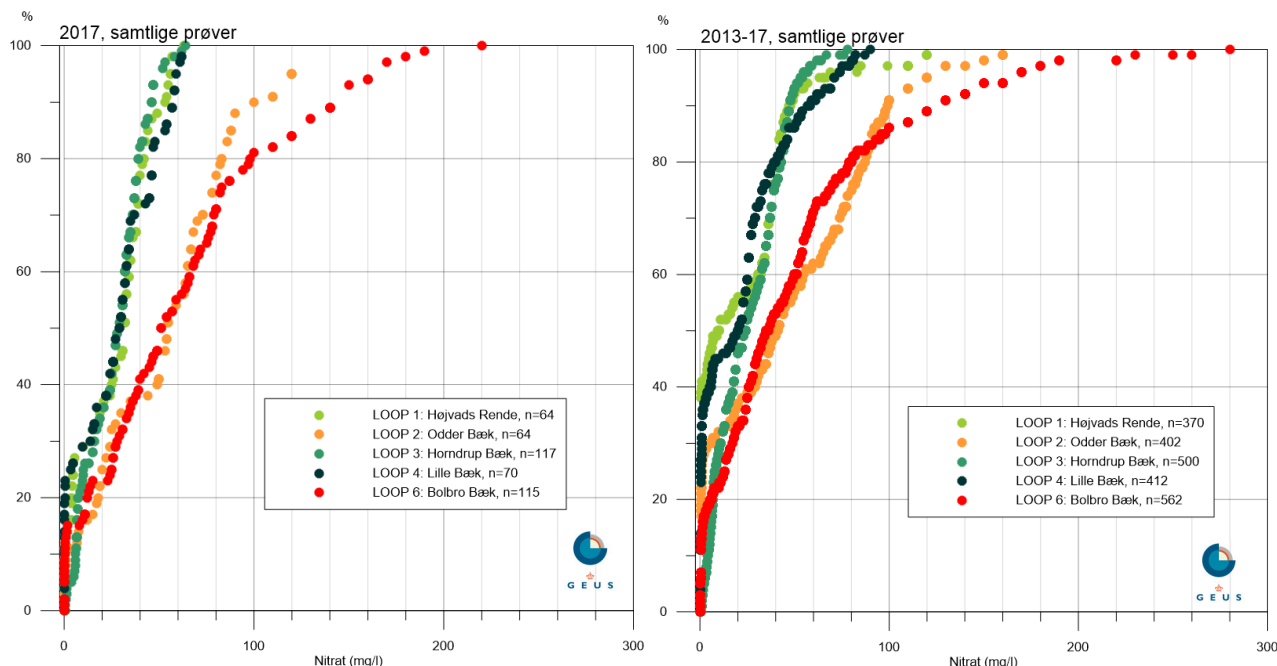 %
2017, samtlige prøver
100
80
60
40
20
0
LOOP 1: Højvads Rende, n=64
LOOP 2: Odder Bæk, n=64
LOOP 3: Horndrup Bæk, n=117
LOOP 4: Lille Bæk, n=70
LOOP 6: Bolbro Bæk, n=115
G E U S
0
100
200
300
Nitrat (mg/l)
%
2013-17, samtlige prøver
100
80
60
40
20
0
LOOP 1: Højvads Rende, n=370
LOOP 2: Odder Bæk, n=402
LOOP 3: Horndrup Bæk, n=500
LOOP 4: Lille Bæk, n=412
LOOP 6: Bolbro Bæk, n=562
G E U S
0
100
200
300
Nitrat (mg/l)